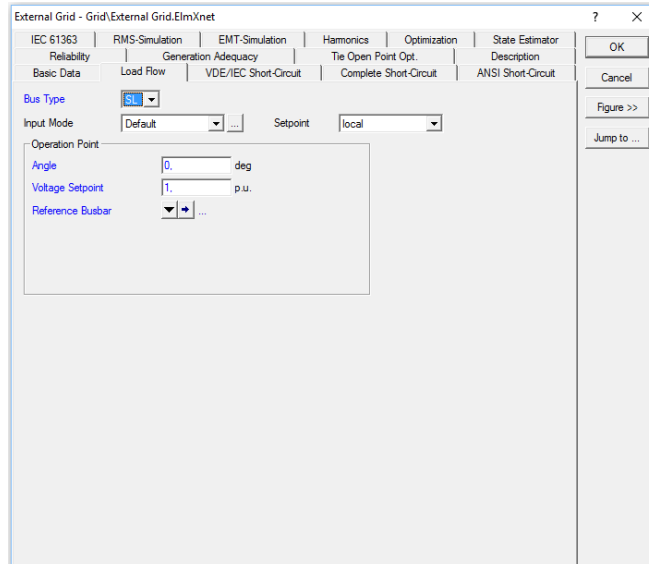 External Grid - Grid\External Grid.ElmXnet ? ×
IEC 61363 RMS-Simulation EMT-Simulation Harmonics Optimization State Estimator
Reliability Generation Adequacy Tie Open Point Opt. Description
Basic Data Load Flow VDE/IEC Short-Circuit Complete Short-Circuit ANSI Short-Circuit
OK
Cancel
Figure >>
Jump to ...
Bus Type SL
Input Mode Default ... Setpoint local
Operation Point
Angle 0, deg
Voltage Setpoint 1, p.u.
Reference Busbar ...